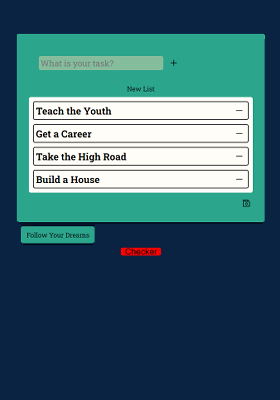 What is your task?
New List
Teach the Youth
Get a Career
Take the High Road
Build a House
Follow Your Dreams
Checker